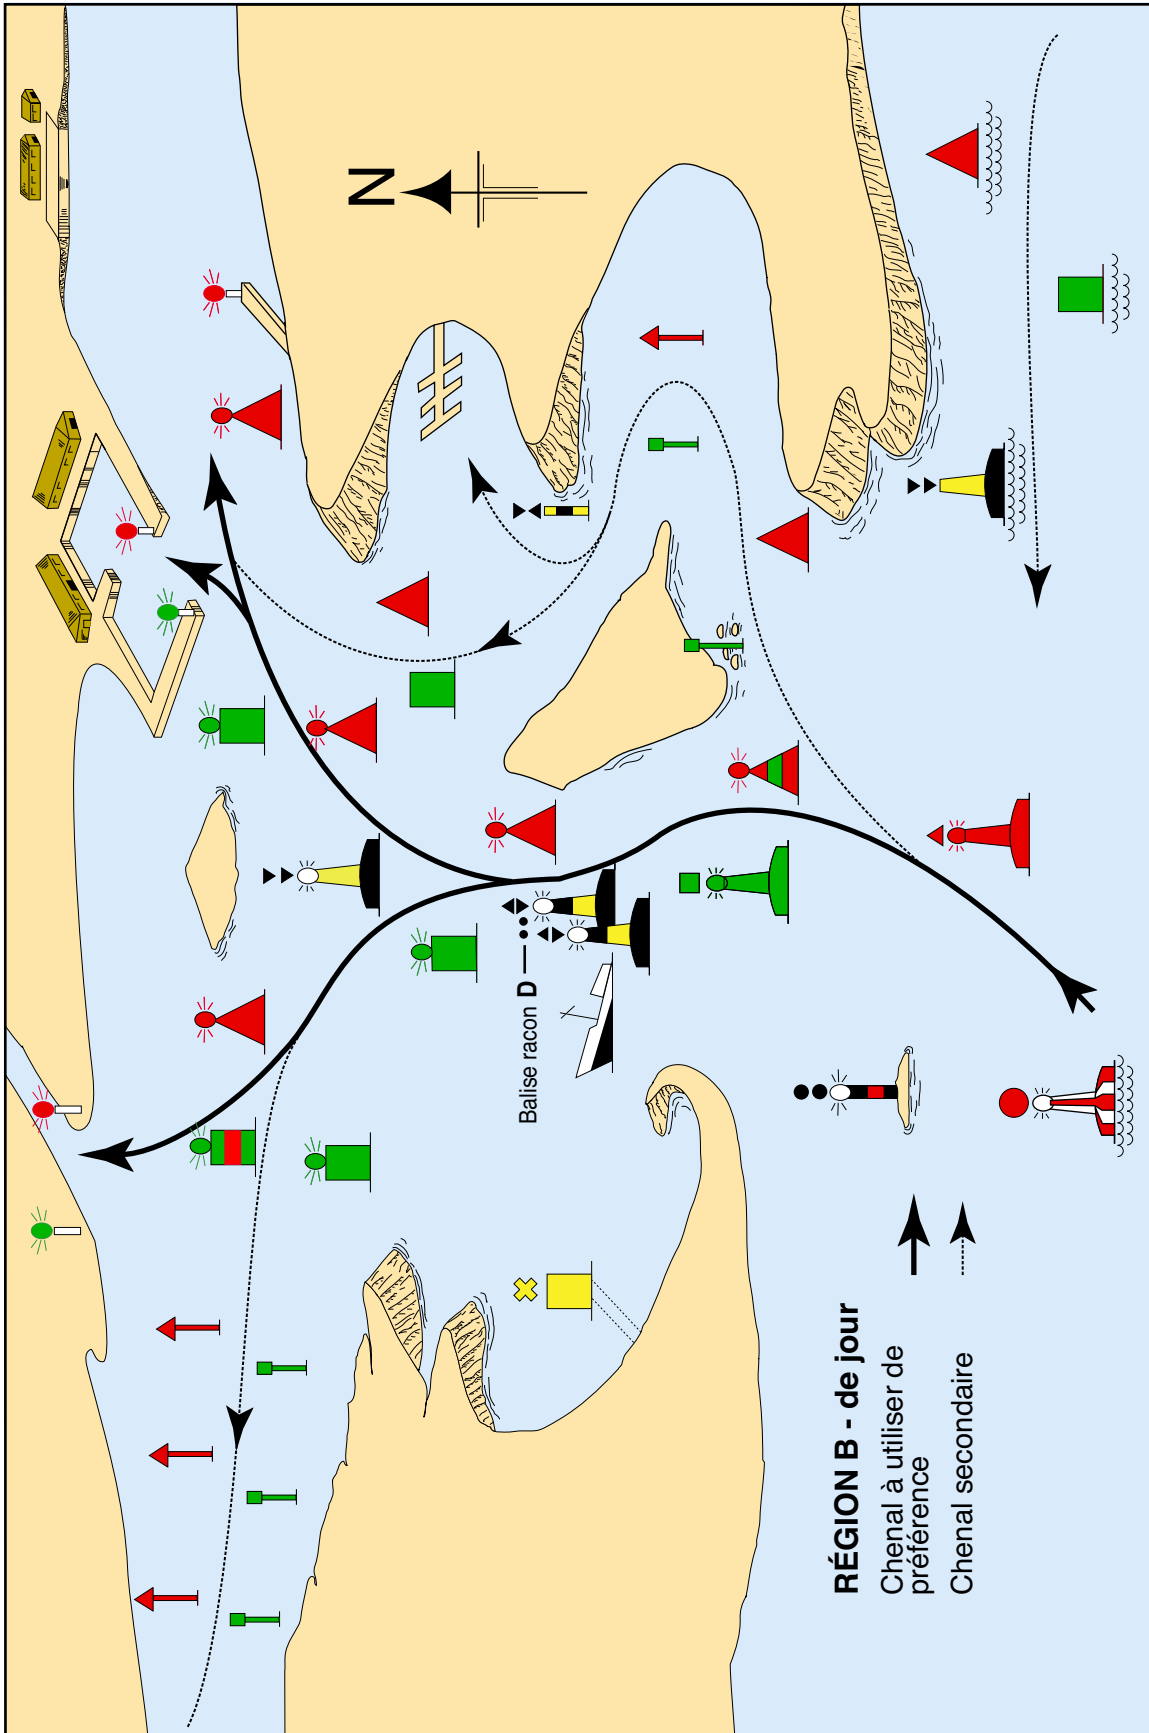 N
Balise racon D
RÉGION B - de jour
Chenal à utiliser de
préférence
Chenal secondaire